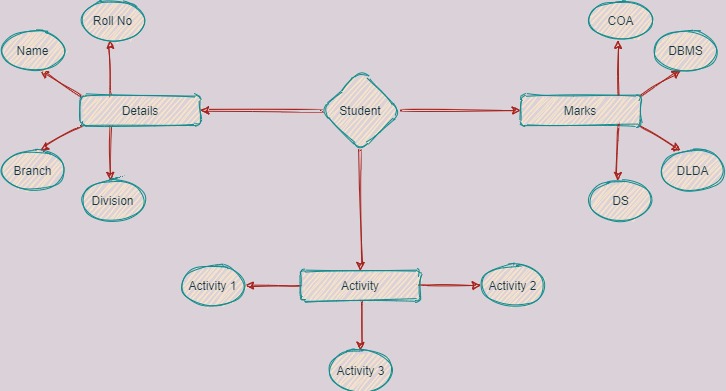 Roll No
COA
Name
DBMS
Details
Student
Marks
Branch
DLDA
Division
DS
Activity 1
Activity
Activity 2
Activity 3